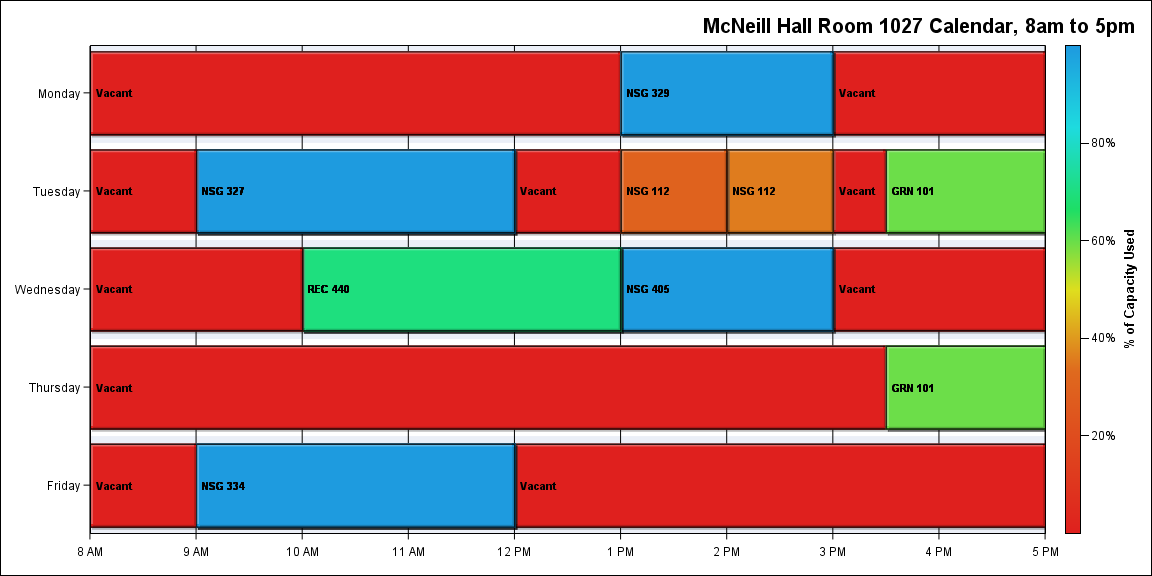 McNeill Hall Room 1027 Calendar, 8am to 5pm
Monday
Vacant
NSG 329
Vacant
Tuesday
Vacant
NSG 327
Vacant
NSG 112
NSG 112
Vacant
GRN 101
Wednesday
Vacant
REC 440
NSG 405
Vacant
Thursday
Vacant
GRN 101
Friday
Vacant
NSG 334
Vacant
8 AM
9 AM
10 AM
11 AM
12 PM
1 PM
2 PM
3 PM
4 PM
5 PM
80%
60%
40%
20%
% of Capacity Used